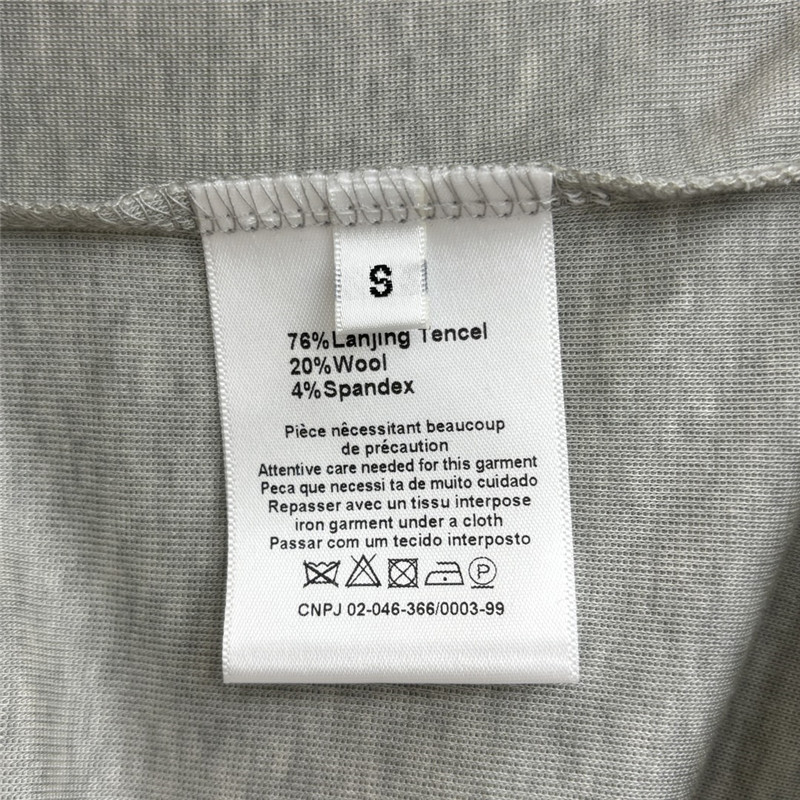 S
76%Lanjing Tencel
20%Wool
4%Spandex
Pièce nêcessitant beaucoup
de précaution
Attentive care needed for this garment
Peca que necessi ta de muito cuidado
Repasser avec un tissu interpose
iron garment under a cloth
Passar com um tecido interposto
P
CNPJ 02-046-366/0003-99